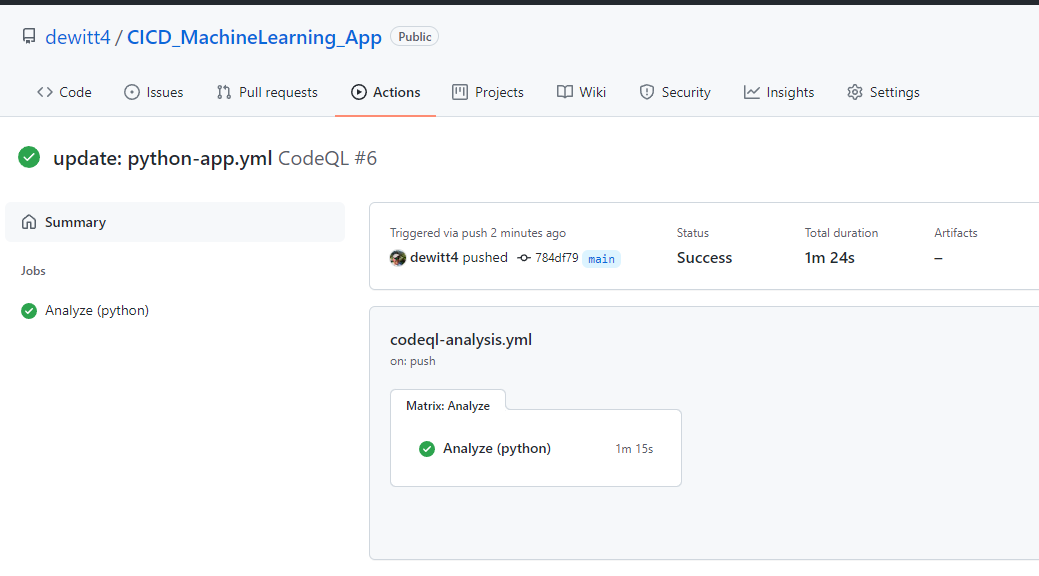 dewitt4 / CICD_MachineLearning_App Public
Code Issues Pull requests Actions Projects Wiki Security Insights Settings
update: python-app.yml CodeQL #6
Summary
Jobs
Analyze (python)
Triggered via push 2 minutes ago Status Total duration Artifacts
dewitt4 pushed 784df79 main Success 1m 24s –
codeql-analysis.yml
on: push
Matrix: Analyze
Analyze (python) 1m 15s